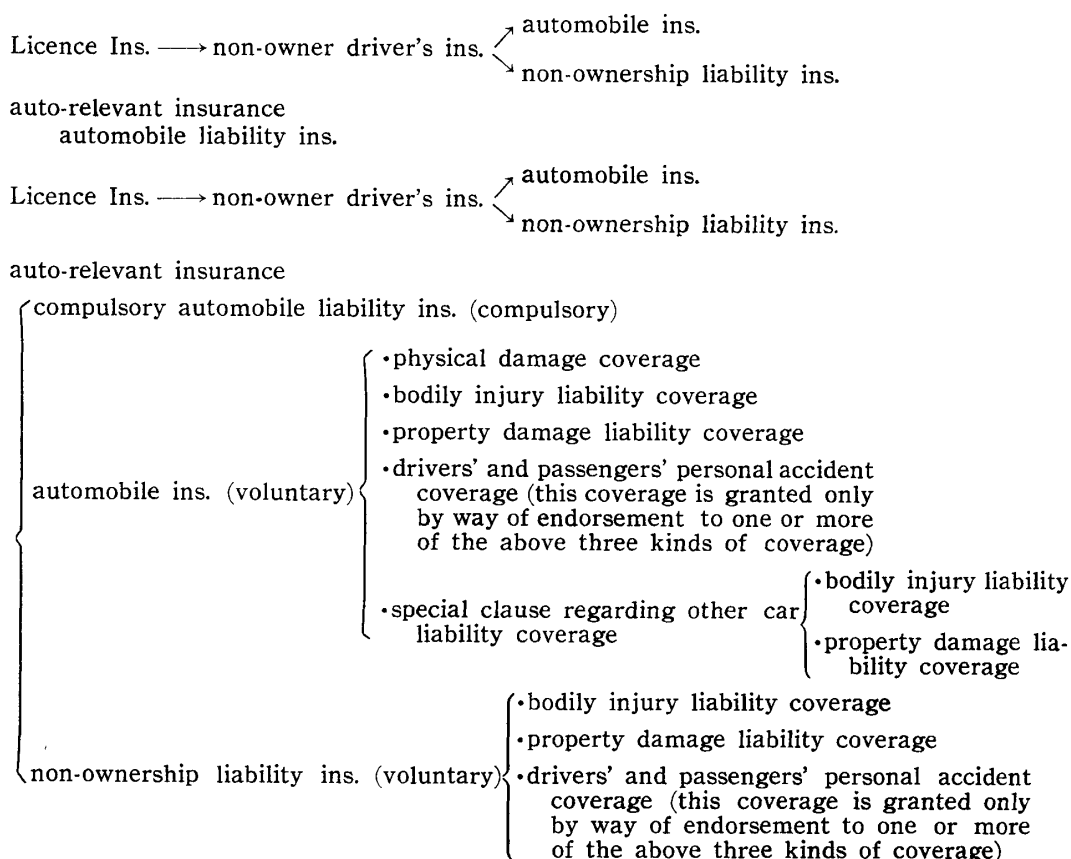 automobile ins.
Licence Ins. ⟶ non-owner driver's ins.
non-ownership liability ins.
auto-relevant insurance
automobile liability ins.
automobile ins.
Licence Ins. ⟶ non-owner driver's ins.
non-ownership liability ins.
auto-relevant insurance
compulsory automobile liability ins. (compulsory)
automobile ins. (voluntary)
•physical damage coverage
•bodily injury liability coverage
•property damage liability coverage
•drivers' and passengers' personal accident
coverage (this coverage is granted only
by way of endorsement to one or more
of the above three kinds of coverage)
•special clause regarding other car
liability coverage
•bodily injury liability
coverage
•property damage lia-
bility coverage
non-ownership liability ins. (voluntary)
•bodily injury liability coverage
•property damage liability coverage
•drivers' and passengers' personal accident
coverage (this coverage is granted only
by way of endorsement to one or more
of the above three kinds of coverage)